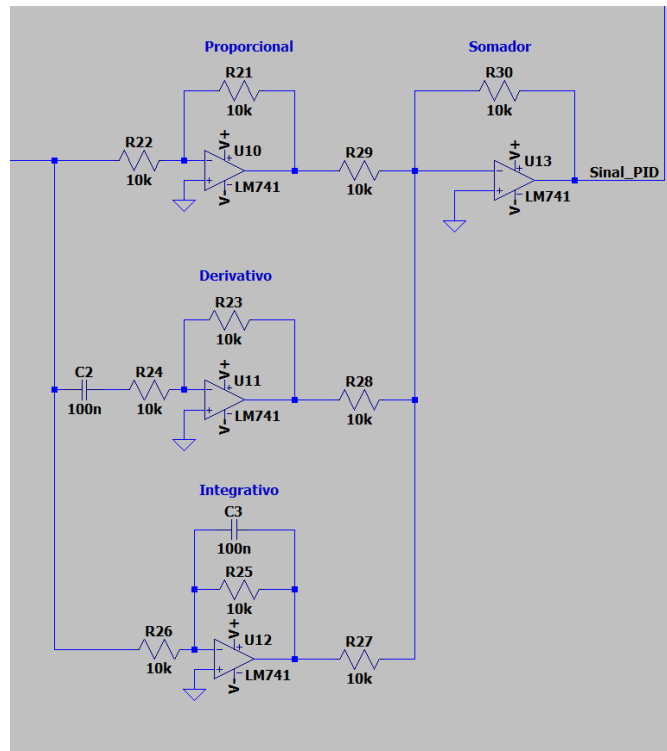 Proporcional
Somador
R21
10k
R30
10k
R22
10k
V+
U10
LM741
V-
R29
10k
V+
U13
LM741
V-
Sinal_PID
Derivativo
R23
10k
C2
100n
R24
10k
V+
U11
LM741
V-
R28
10k
Integrativo
C3
100n
R25
10k
R26
10k
V+
U12
LM741
V-
R27
10k